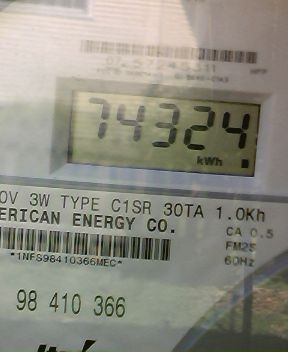 74324
kWh
0V 3W TYPE C1SR 30TA 1.0Kh
ERICAN ENERGY CO.
CA 0.5
FM2S
60Hz
*1NFS98410366MEC*
98 410 366